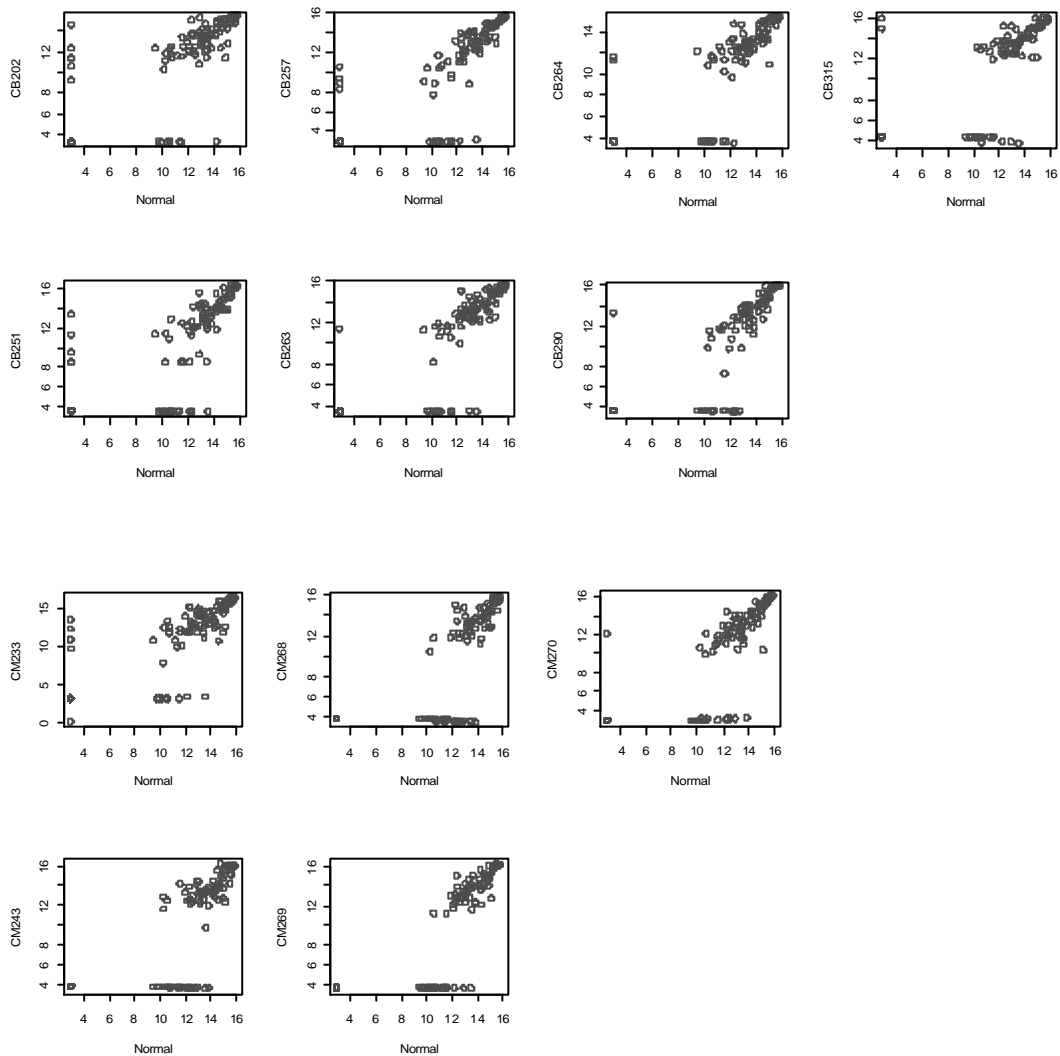 CB202
4 8 12
4 6 8 10 12 14 16
Normal
CB257
4 6 8 10 13 16
4 6 8 10 12 14 16
Normal
CB264
4 6 8 10 14
4 6 8 10 12 14 16
Normal
CB315
4 8 12 16
4 6 8 10 12 14 16
Normal
CB251
4 6 8 12 16
4 6 8 10 12 14 16
Normal
CB263
4 6 8 12 16
4 6 8 10 12 14 16
Normal
CB290
4 6 8 12 16
4 6 8 10 12 14 16
Normal
CM233
0 5 10 15
4 6 8 10 12 14 16
Normal
CM268
4 6 8 12 16
4 6 8 10 12 14 16
Normal
CM270
4 6 8 12 16
4 6 8 10 12 14 16
Normal
CM243
4 6 8 12 16
4 6 8 10 12 14 16
Normal
CM269
4 6 8 12 16
4 6 8 10 12 14 16
Normal